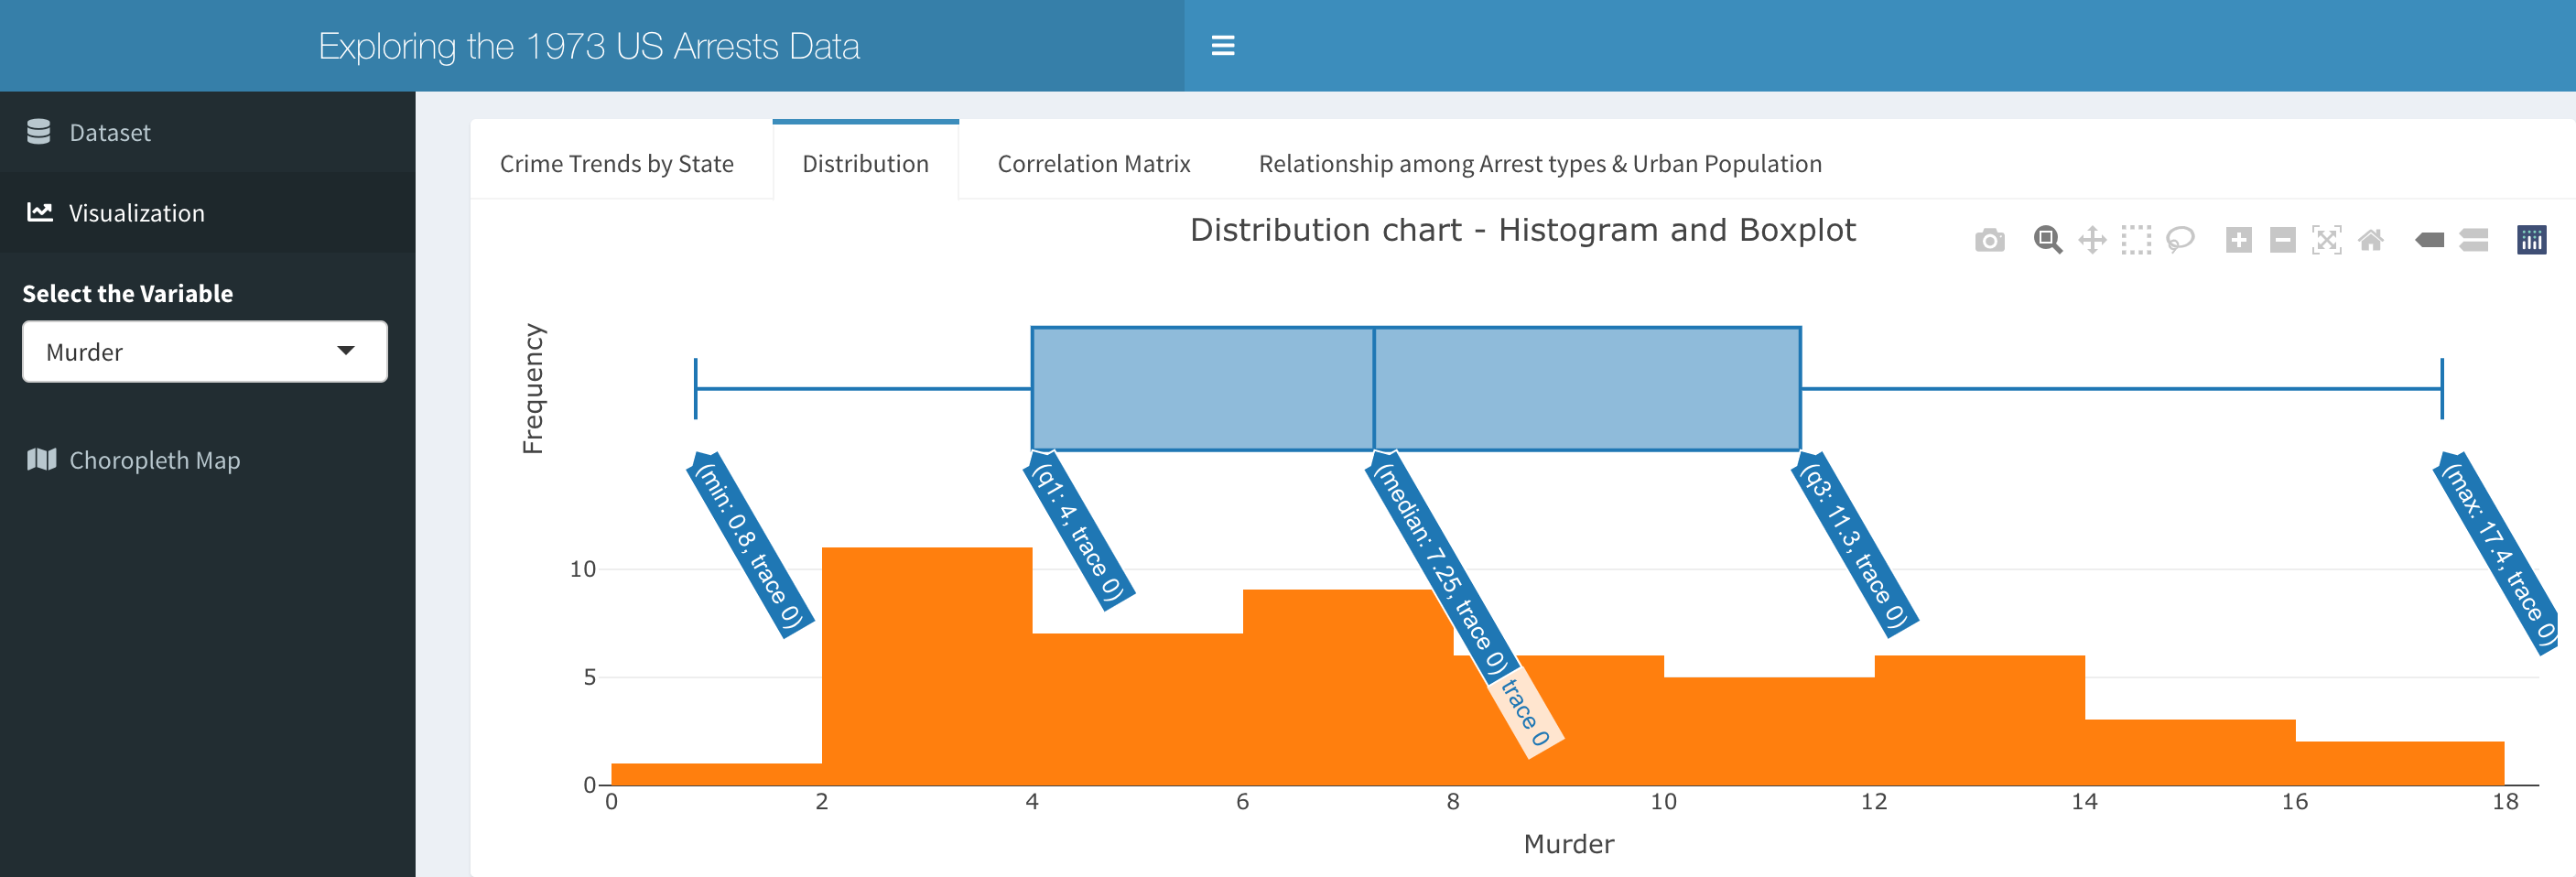 Exploring the 1973 US Arrests Data
Dataset
Visualization
Select the Variable
Murder
Choropleth Map
Crime Trends by State
Distribution
Correlation Matrix
Relationship among Arrest types & Urban Population
Distribution chart - Histogram and Boxplot
Frequency
(min: 0.8, trace 0)
(q1: 4, trace 0)
(median: 7.25, trace 0)
trace 0
(q3: 11.3, trace 0)
(max: 17.4, trace 0)
10
5
0
0 2 4 6 8 10 12 14 16 18
Murder